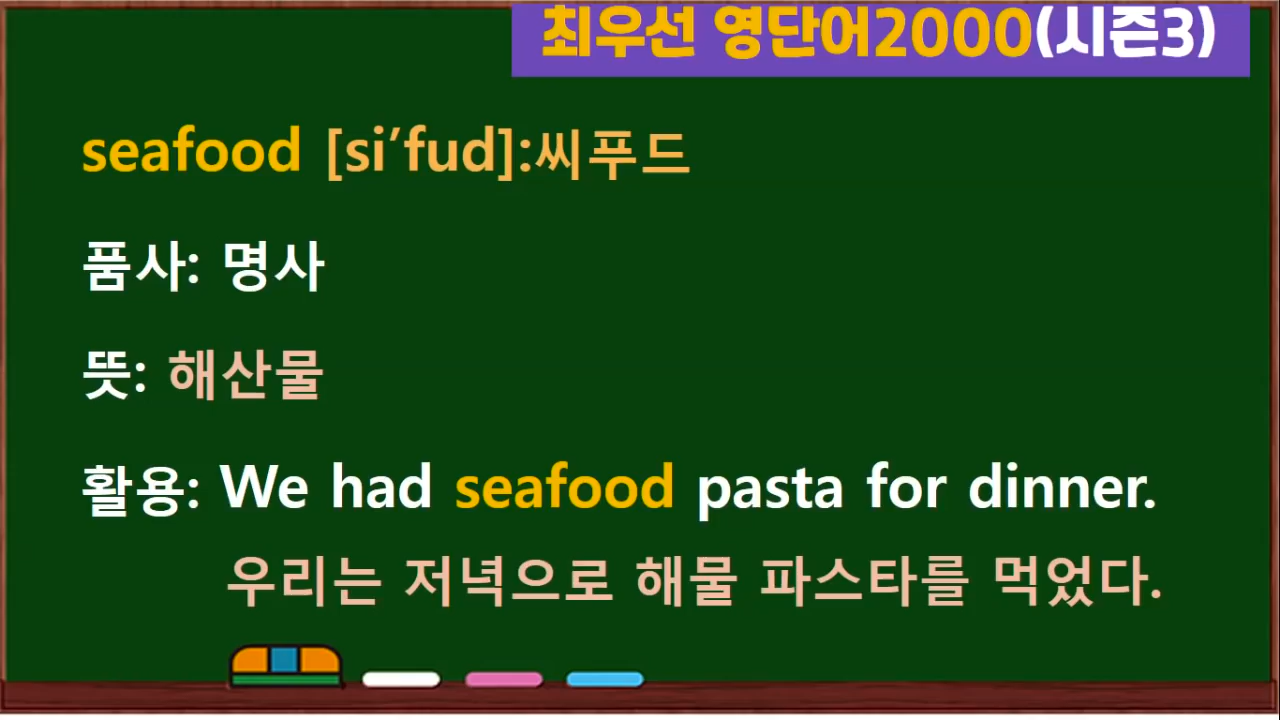 최우선 영단어2000(시즌3)
seafood [si′fud]:씨푸드
품사: 명사
뜻: 해산물
활용: We had seafood pasta for dinner.
우리는 저녁으로 해물 파스타를 먹었다.